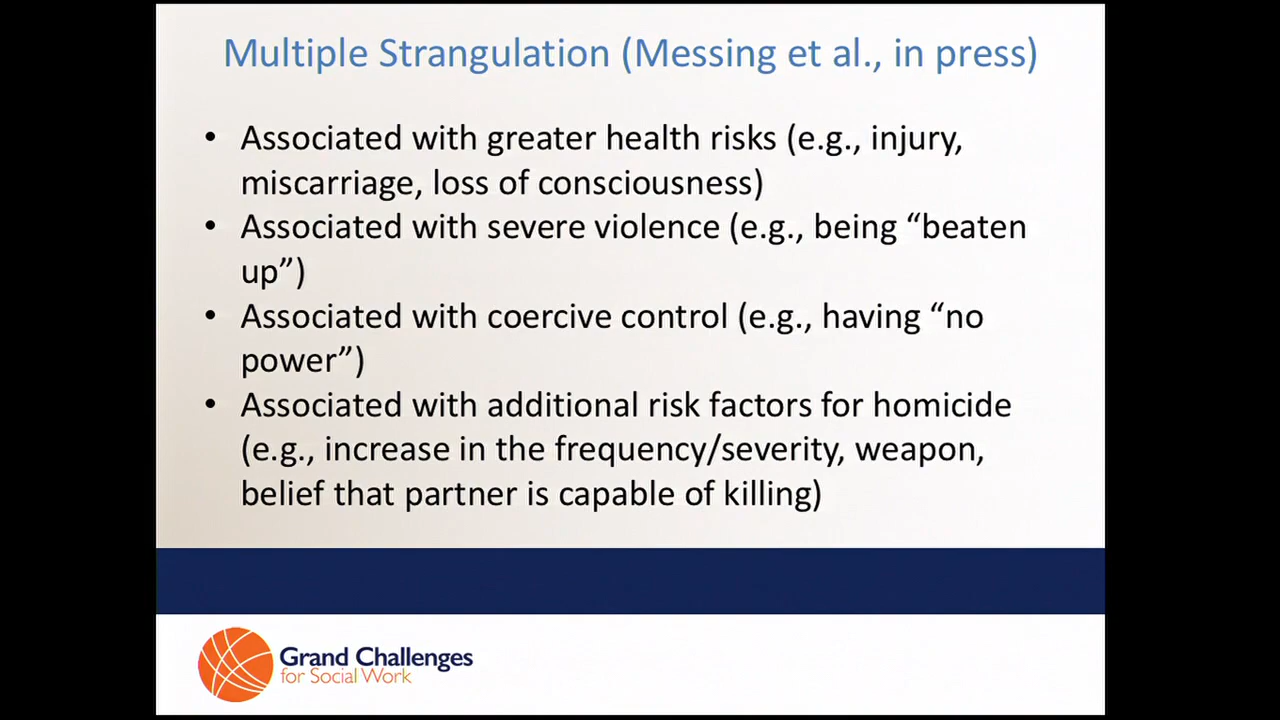 Multiple Strangulation (Messing et al., in press)
• Associated with greater health risks (e.g., injury,
miscarriage, loss of consciousness)
• Associated with severe violence (e.g., being “beaten
up”)
• Associated with coercive control (e.g., having “no
power”)
• Associated with additional risk factors for homicide
(e.g., increase in the frequency/severity, weapon,
belief that partner is capable of killing)
Grand Challenges
for Social Work